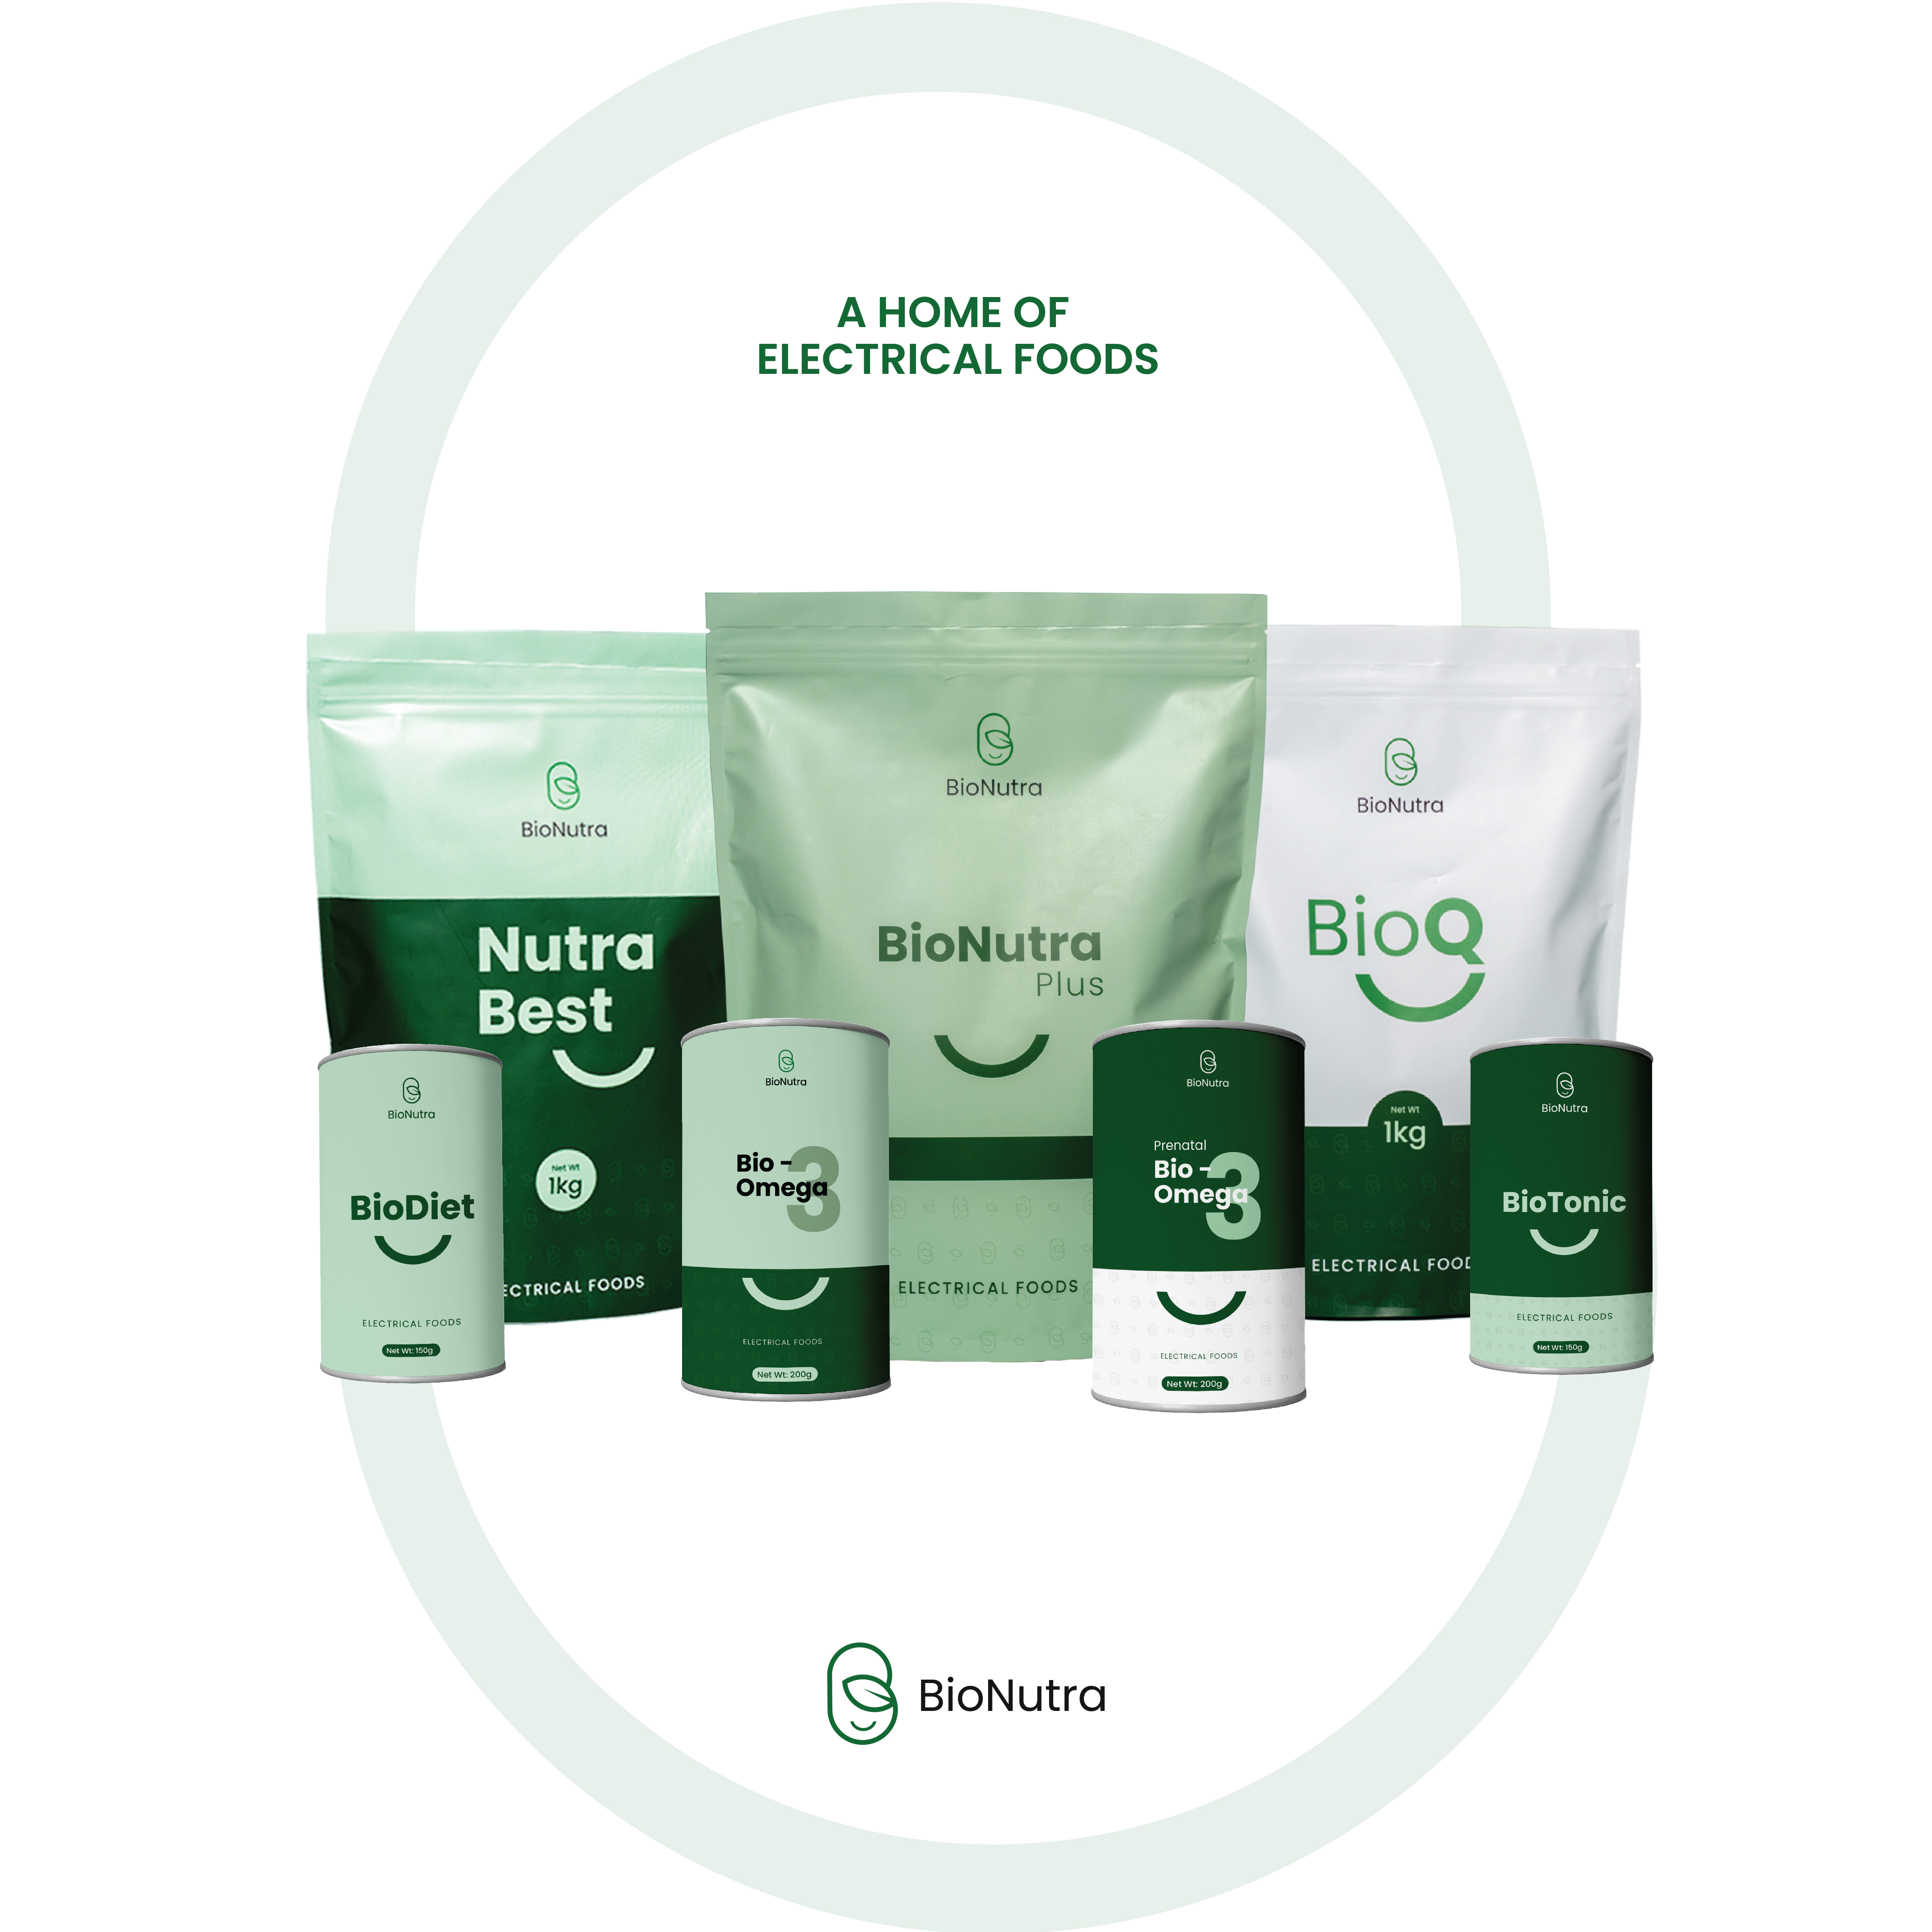 A HOME OF
ELECTRICAL FOODS
BioNutra
Nutra
Best
Net Wt
1kg
ECTRICAL FOODS
BioNutra
BioNutra
Plus
ELECTRICAL FOODS
BioNutra
BioQ
Net Wt
1kg
ELECTRICAL FOOD
BioNutra
BioDiet
ELECTRICAL FOODS
Net Wt: 150g
BioNutra
Bio - 3
Omega
ELECTRICAL FOODS
Net Wt: 200g
BioNutra
Prenatal
Bio - 3
Omega
ELECTRICAL FOODS
Net Wt: 200g
BioNutra
BioTonic
ELECTRICAL FOODS
Net Wt: 150g
BioNutra